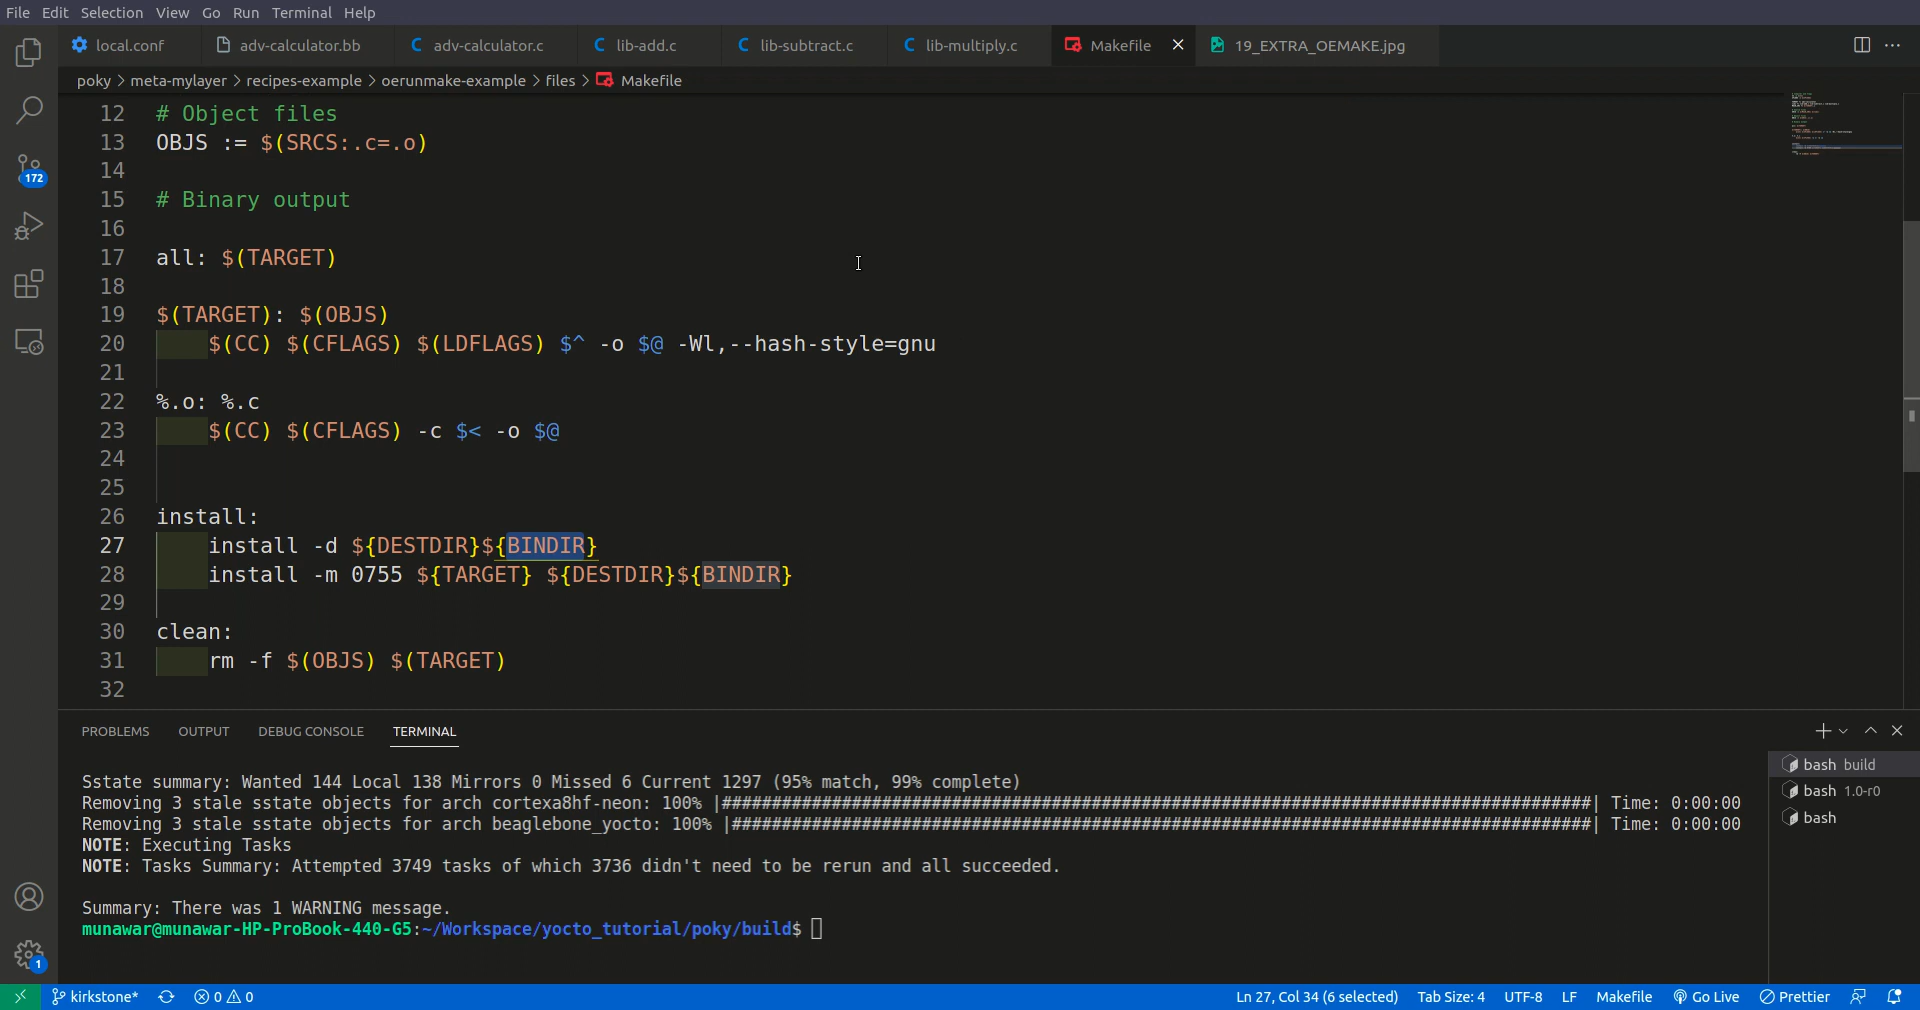 File Edit Selection View Go Run Terminal Help
local.conf adv-calculator.bb adv-calculator.c lib-add.c lib-subtract.c lib-multiply.c Makefile 19_EXTRA_OEMAKE.jpg
poky > meta-mylayer > recipes-example > oerunmake-example > files > Makefile
12 # Object files
13 OBJS := $(SRCS:.c=.o)
14
15 # Binary output
16
17 all: $(TARGET)
18
19 $(TARGET): $(OBJS)
20 $(CC) $(CFLAGS) $(LDFLAGS) $^ -o $@ -Wl,--hash-style=gnu
21
22 %.o: %.c
23 $(CC) $(CFLAGS) -c $< -o $@
24
25
26 install:
27 install -d ${DESTDIR}${BINDIR}
28 install -m 0755 ${TARGET} ${DESTDIR}${BINDIR}
29
30 clean:
31 rm -f $(OBJS) $(TARGET)
32
172
PROBLEMS OUTPUT DEBUG CONSOLE TERMINAL
Sstate summary: Wanted 144 Local 138 Mirrors 0 Missed 6 Current 1297 (95% match, 99% complete)
Removing 3 stale sstate objects for arch cortexa8hf-neon: 100% |#######################################################################################| Time: 0:00:00
Removing 3 stale sstate objects for arch beaglebone_yocto: 100% |######################################################################################| Time: 0:00:00
NOTE: Executing Tasks
NOTE: Tasks Summary: Attempted 3749 tasks of which 3736 didn't need to be rerun and all succeeded.
Summary: There was 1 WARNING message.
munawar@munawar-HP-ProBook-440-G5:~/Workspace/yocto_tutorial/poky/build$
bash build
bash 1.0-r0
bash
1
kirkstone* 0 0 Ln 27, Col 34 (6 selected) Tab Size: 4 UTF-8 LF Makefile Go Live Prettier